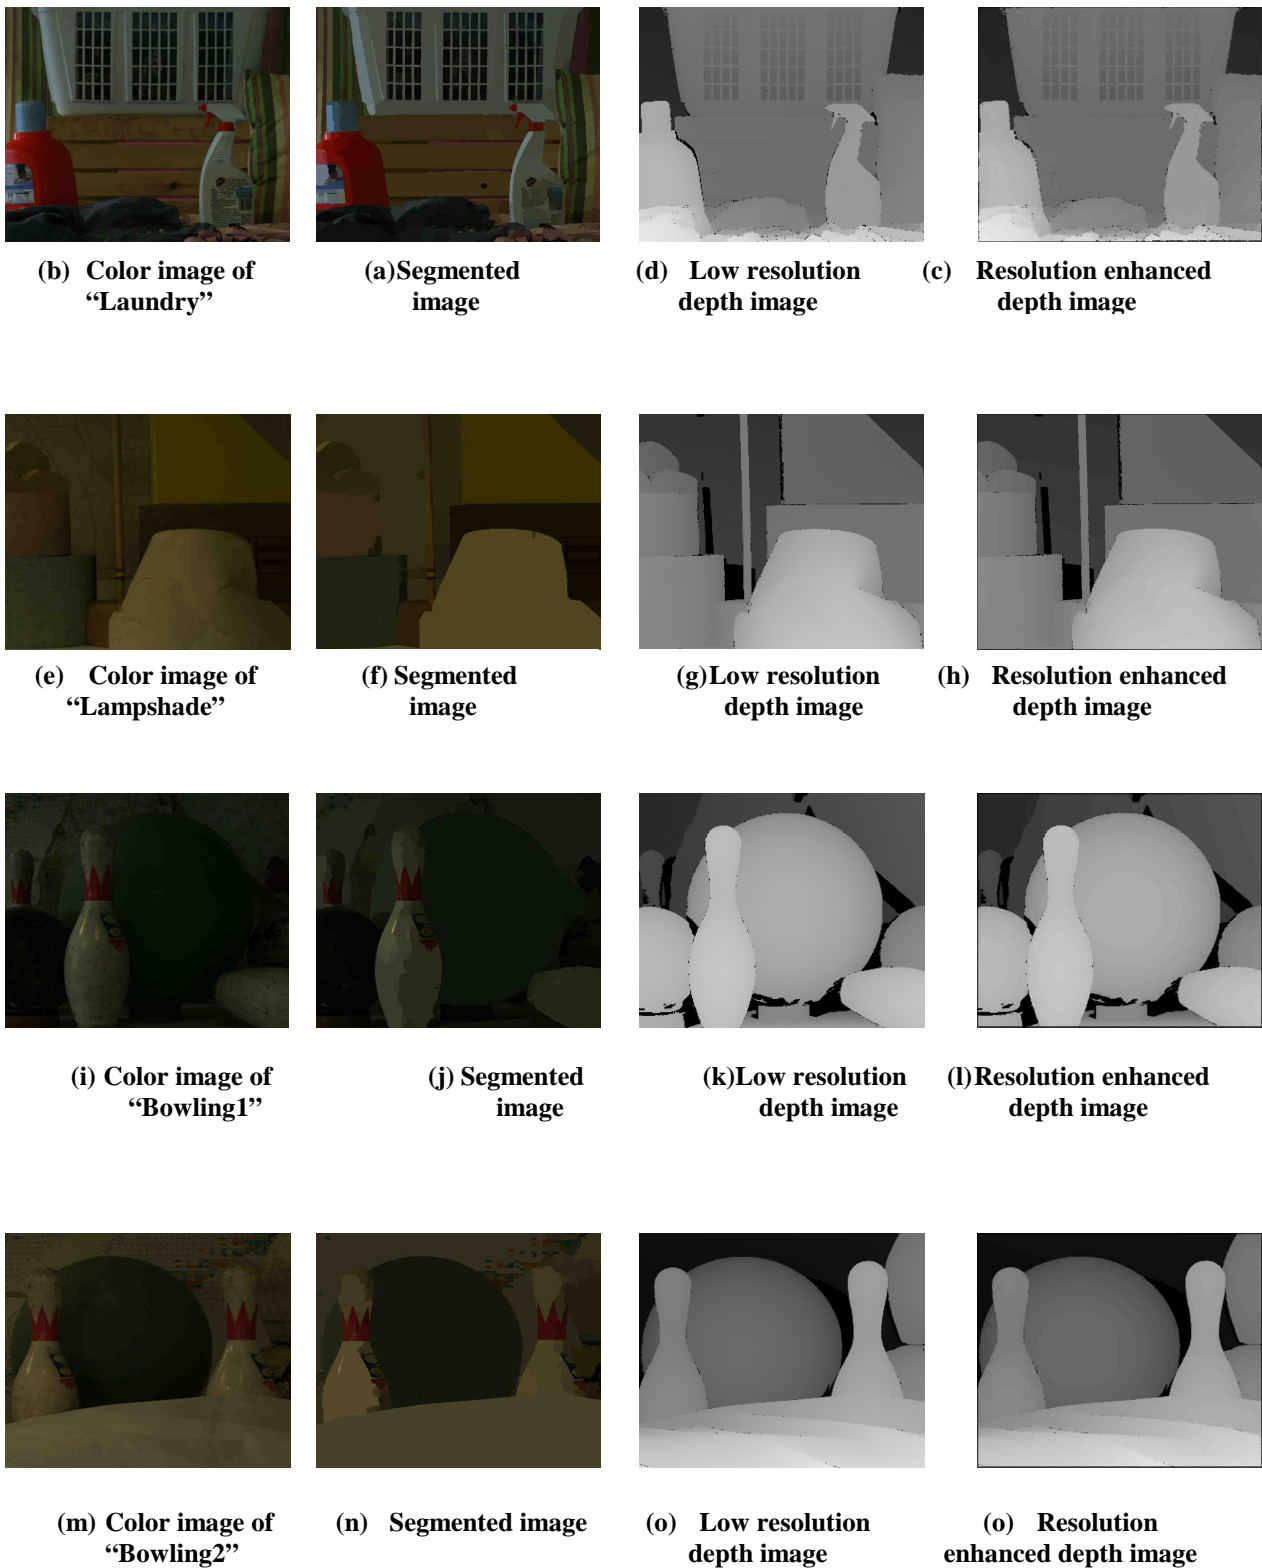 (b) Color image of
“Laundry”
(a)Segmented
image
(d) Low resolution
depth image
(c) Resolution enhanced
depth image
(e) Color image of
“Lampshade”
(f) Segmented
image
(g)Low resolution
depth image
(h) Resolution enhanced
depth image
(i) Color image of
“Bowling1”
(j) Segmented
image
(k)Low resolution
depth image
(l)Resolution enhanced
depth image
(m) Color image of
“Bowling2”
(n) Segmented image
(o) Low resolution
depth image
(o) Resolution
enhanced depth image